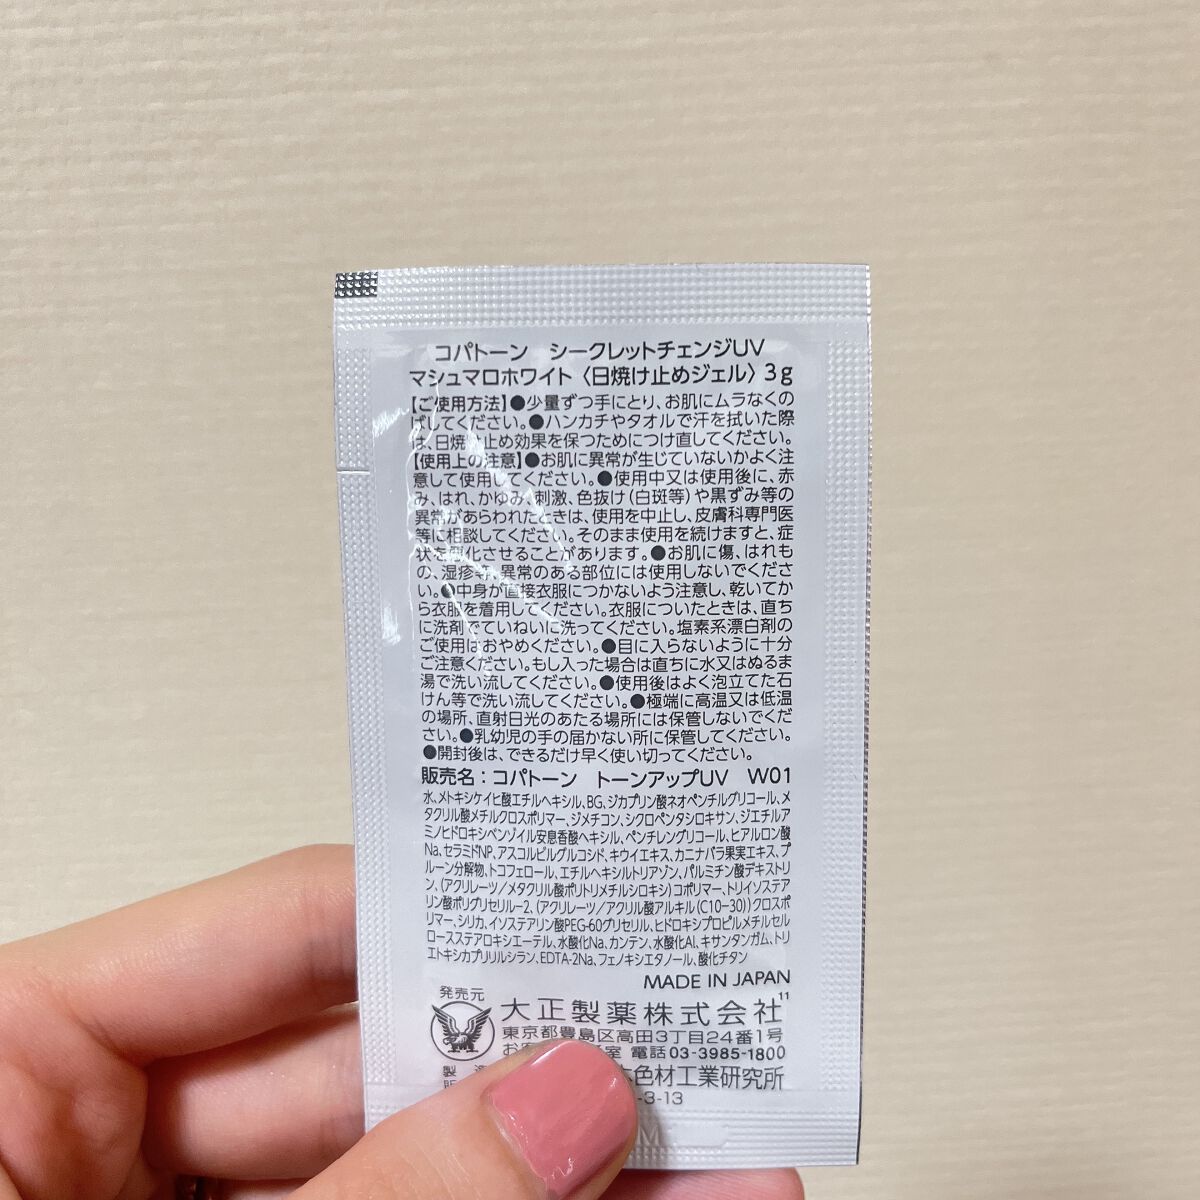 コパトーン　シークレットチェンジUV
マシュマロホワイト〈日焼け止めジェル〉3g
【ご使用方法】●少量ずつ手にとり、お肌にムラなくの
ばしてください。●ハンカチやタオルで汗を拭いた際
は、日焼け止め効果を保つためにつけ直してください。
【使用上の注意】●お肌に異常が生じていないかよく注
意して使用してください。●使用中又は使用後に、赤
み、はれ、かゆみ、刺激、色抜け(白斑等)や黒ずみ等の
異常があらわれたときは、使用を中止し、皮膚科専門医
等に相談してください。そのまま使用を続けますと、症
状を悪化させることがあります。●お肌に傷、はれも
の、湿疹等、異常のある部位には使用しないでくださ
い。●中身が直接衣服につかないよう注意し、乾いてか
ら衣服を着用してください。衣服についたときは、直ち
に洗剤でていねいに洗ってください。塩素系漂白剤の
ご使用はおやめください。●目に入らないように十分
ご注意ください。もし入った場合は直ちに水又はぬるま
湯で洗い流してください。●使用後はよく泡立てた石
けん等で洗い流してください。●極端に高温又は低温
の場所、直射日光のあたる場所には保管しないでくだ
さい。●乳幼児の手の届かない所に保管してください。
●開封後は、できるだけ早く使い切ってください。
販売名：コパトーン　トーンアップUV　W01
水、メトキシケイヒ酸エチルヘキシル、BG、ジカプリン酸ネオペンチルグリコール、メ
タクリル酸メチルクロスポリマー、ジメチコン、シクロペンタシロキサン、ジエチルア
ミノヒドロキシベンゾイル安息香酸ヘキシル、ペンチレングリコール、ヒアルロン酸
Na、セラミドNP、アスコルビルグルコシド、キウイエキス、カニナバラ果実エキス、プ
ルーン分解物、トコフェロール、エチルヘキシルトリアゾン、パルミチン酸デキストリ
ン、(アクリレーツ/メタクリル酸ポリトリメチルシロキシ)コポリマー、トリイソステア
リン酸ポリグリセリル-2、(アクリレーツ/アクリル酸アルキル(C10-30))クロスポ
リマー、シリカ、イソステアリン酸PEG-60グリセリル、ヒドロキシプロピルメチルセル
ロースステアロキシエーテル、水酸化Na、カンテン、水酸化Al、キサンタンガム、トリ
エトキシカプリリルシラン、EDTA-2Na、フェノキシエタノール、酸化チタン
MADE IN JAPAN
11
発売元
大正製薬株式会社
東京都豊島区高田3丁目24番1号
お 室 電話 03-3985-1800
製 色材工業研究所
-3-13